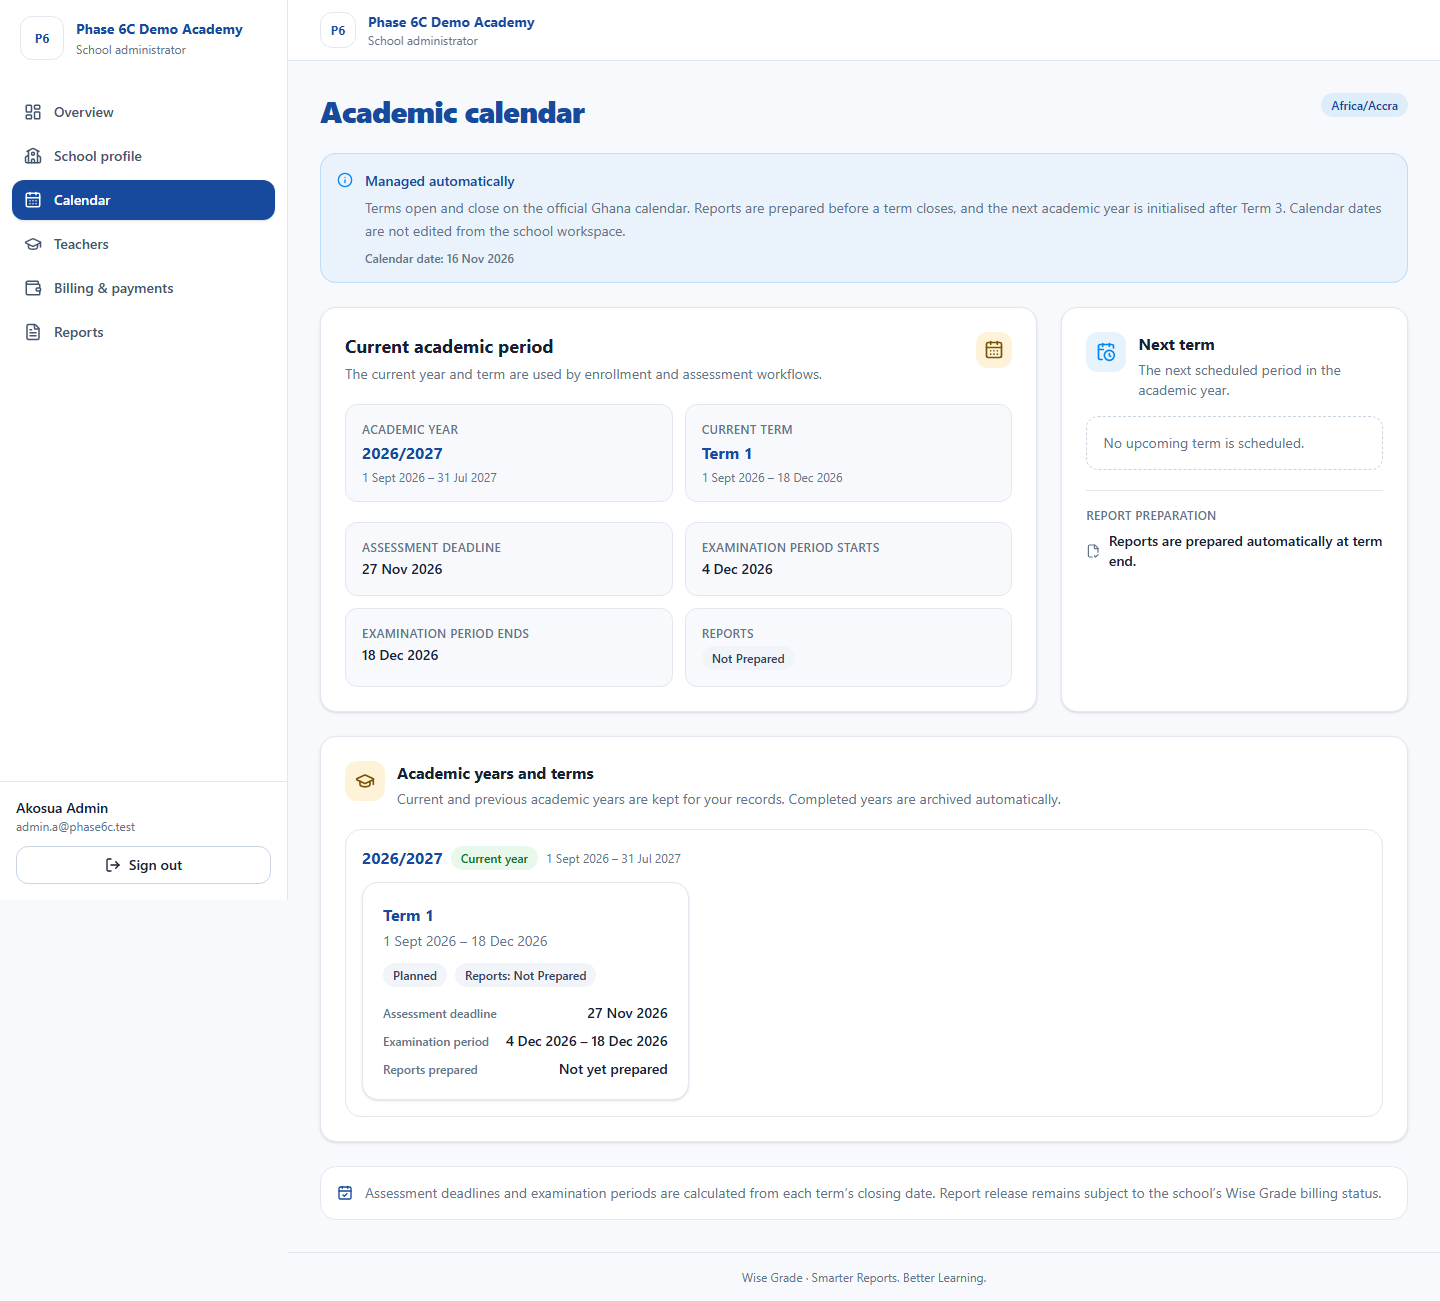 P6
Phase 6C Demo Academy
School administrator
Overview
School profile
Calendar
Teachers
Billing & payments
Reports
Akosua Admin
admin.a@phase6c.test
Sign out
P6
Phase 6C Demo Academy
School administrator
Academic calendar
Africa/Accra
Managed automatically
Terms open and close on the official Ghana calendar. Reports are prepared before a term closes, and the next academic year is initialised after Term 3. Calendar dates
are not edited from the school workspace.
Calendar date: 16 Nov 2026
Current academic period
The current year and term are used by enrollment and assessment workflows.
ACADEMIC YEAR
2026/2027
1 Sept 2026 – 31 Jul 2027
CURRENT TERM
Term 1
1 Sept 2026 – 18 Dec 2026
ASSESSMENT DEADLINE
27 Nov 2026
EXAMINATION PERIOD STARTS
4 Dec 2026
EXAMINATION PERIOD ENDS
18 Dec 2026
REPORTS
Not Prepared
Next term
The next scheduled period in the
academic year.
No upcoming term is scheduled.
REPORT PREPARATION
Reports are prepared automatically at term
end.
Academic years and terms
Current and previous academic years are kept for your records. Completed years are archived automatically.
2026/2027 Current year 1 Sept 2026 – 31 Jul 2027
Term 1
1 Sept 2026 – 18 Dec 2026
Planned Reports: Not Prepared
Assessment deadline 27 Nov 2026
Examination period 4 Dec 2026 – 18 Dec 2026
Reports prepared Not yet prepared
Assessment deadlines and examination periods are calculated from each term's closing date. Report release remains subject to the school's Wise Grade billing status.
Wise Grade · Smarter Reports. Better Learning.